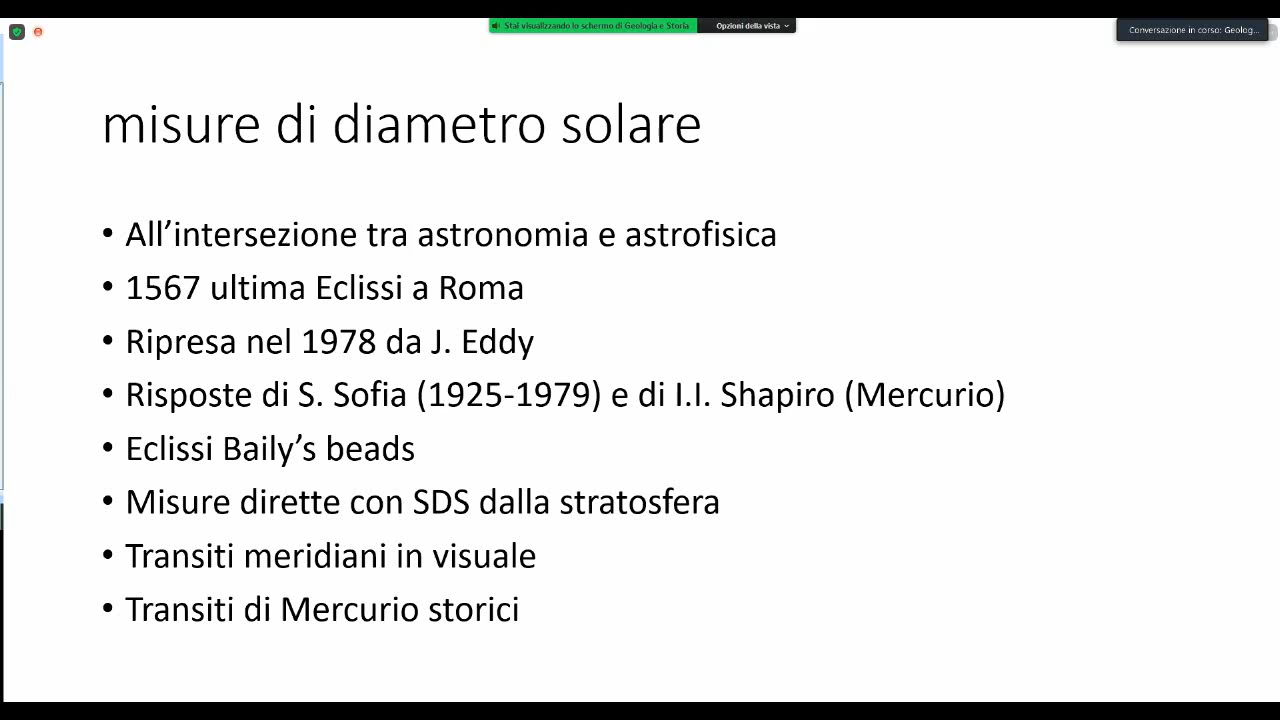 Stai visualizzando lo schermo di Geologia e Storia
Opzioni della vista
Conversazione in corso: Geolog...
misure di diametro solare
• All’intersezione tra astronomia e astrofisica
• 1567 ultima Eclissi a Roma
• Ripresa nel 1978 da J. Eddy
• Risposte di S. Sofia (1925-1979) e di I.I. Shapiro (Mercurio)
• Eclissi Baily’s beads
• Misure dirette con SDS dalla stratosfera
• Transiti meridiani in visuale
• Transiti di Mercurio storici